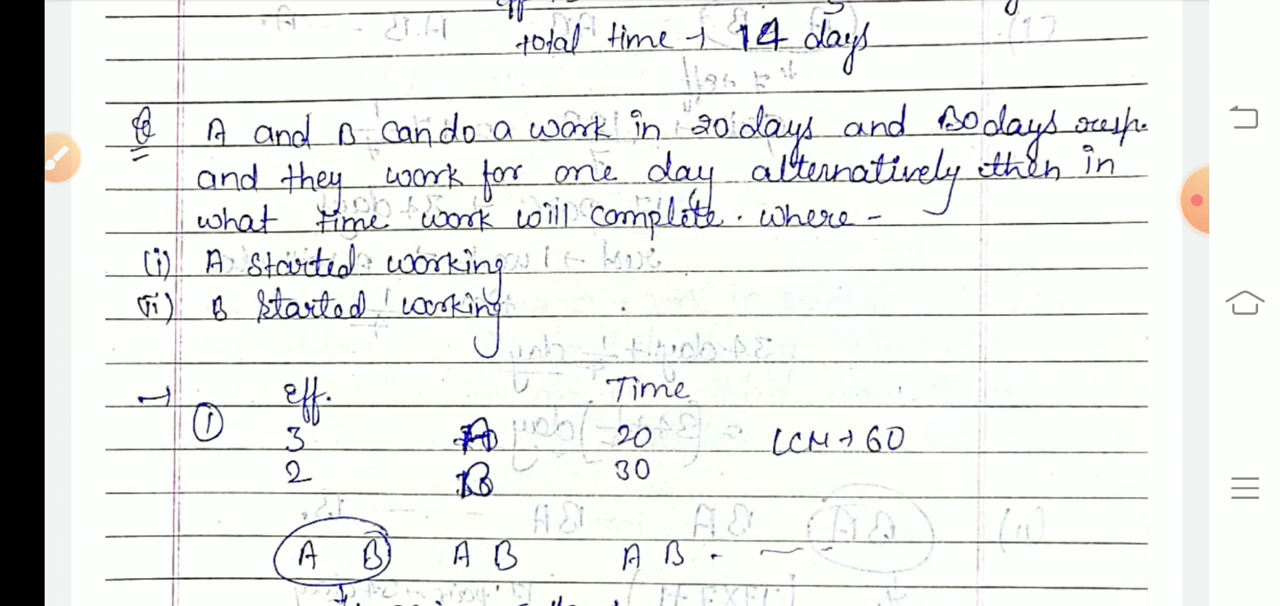 total time → 14 days
Q A and B can do a work in 20 days and 30 days resp.
and they work for one day alternatively then in
what time work will complete. where -
(i) A started working
(ii) B started working
→ Eff. Time
① 3 A 20 LCM → 60
2 B 30
A B A B A B . —